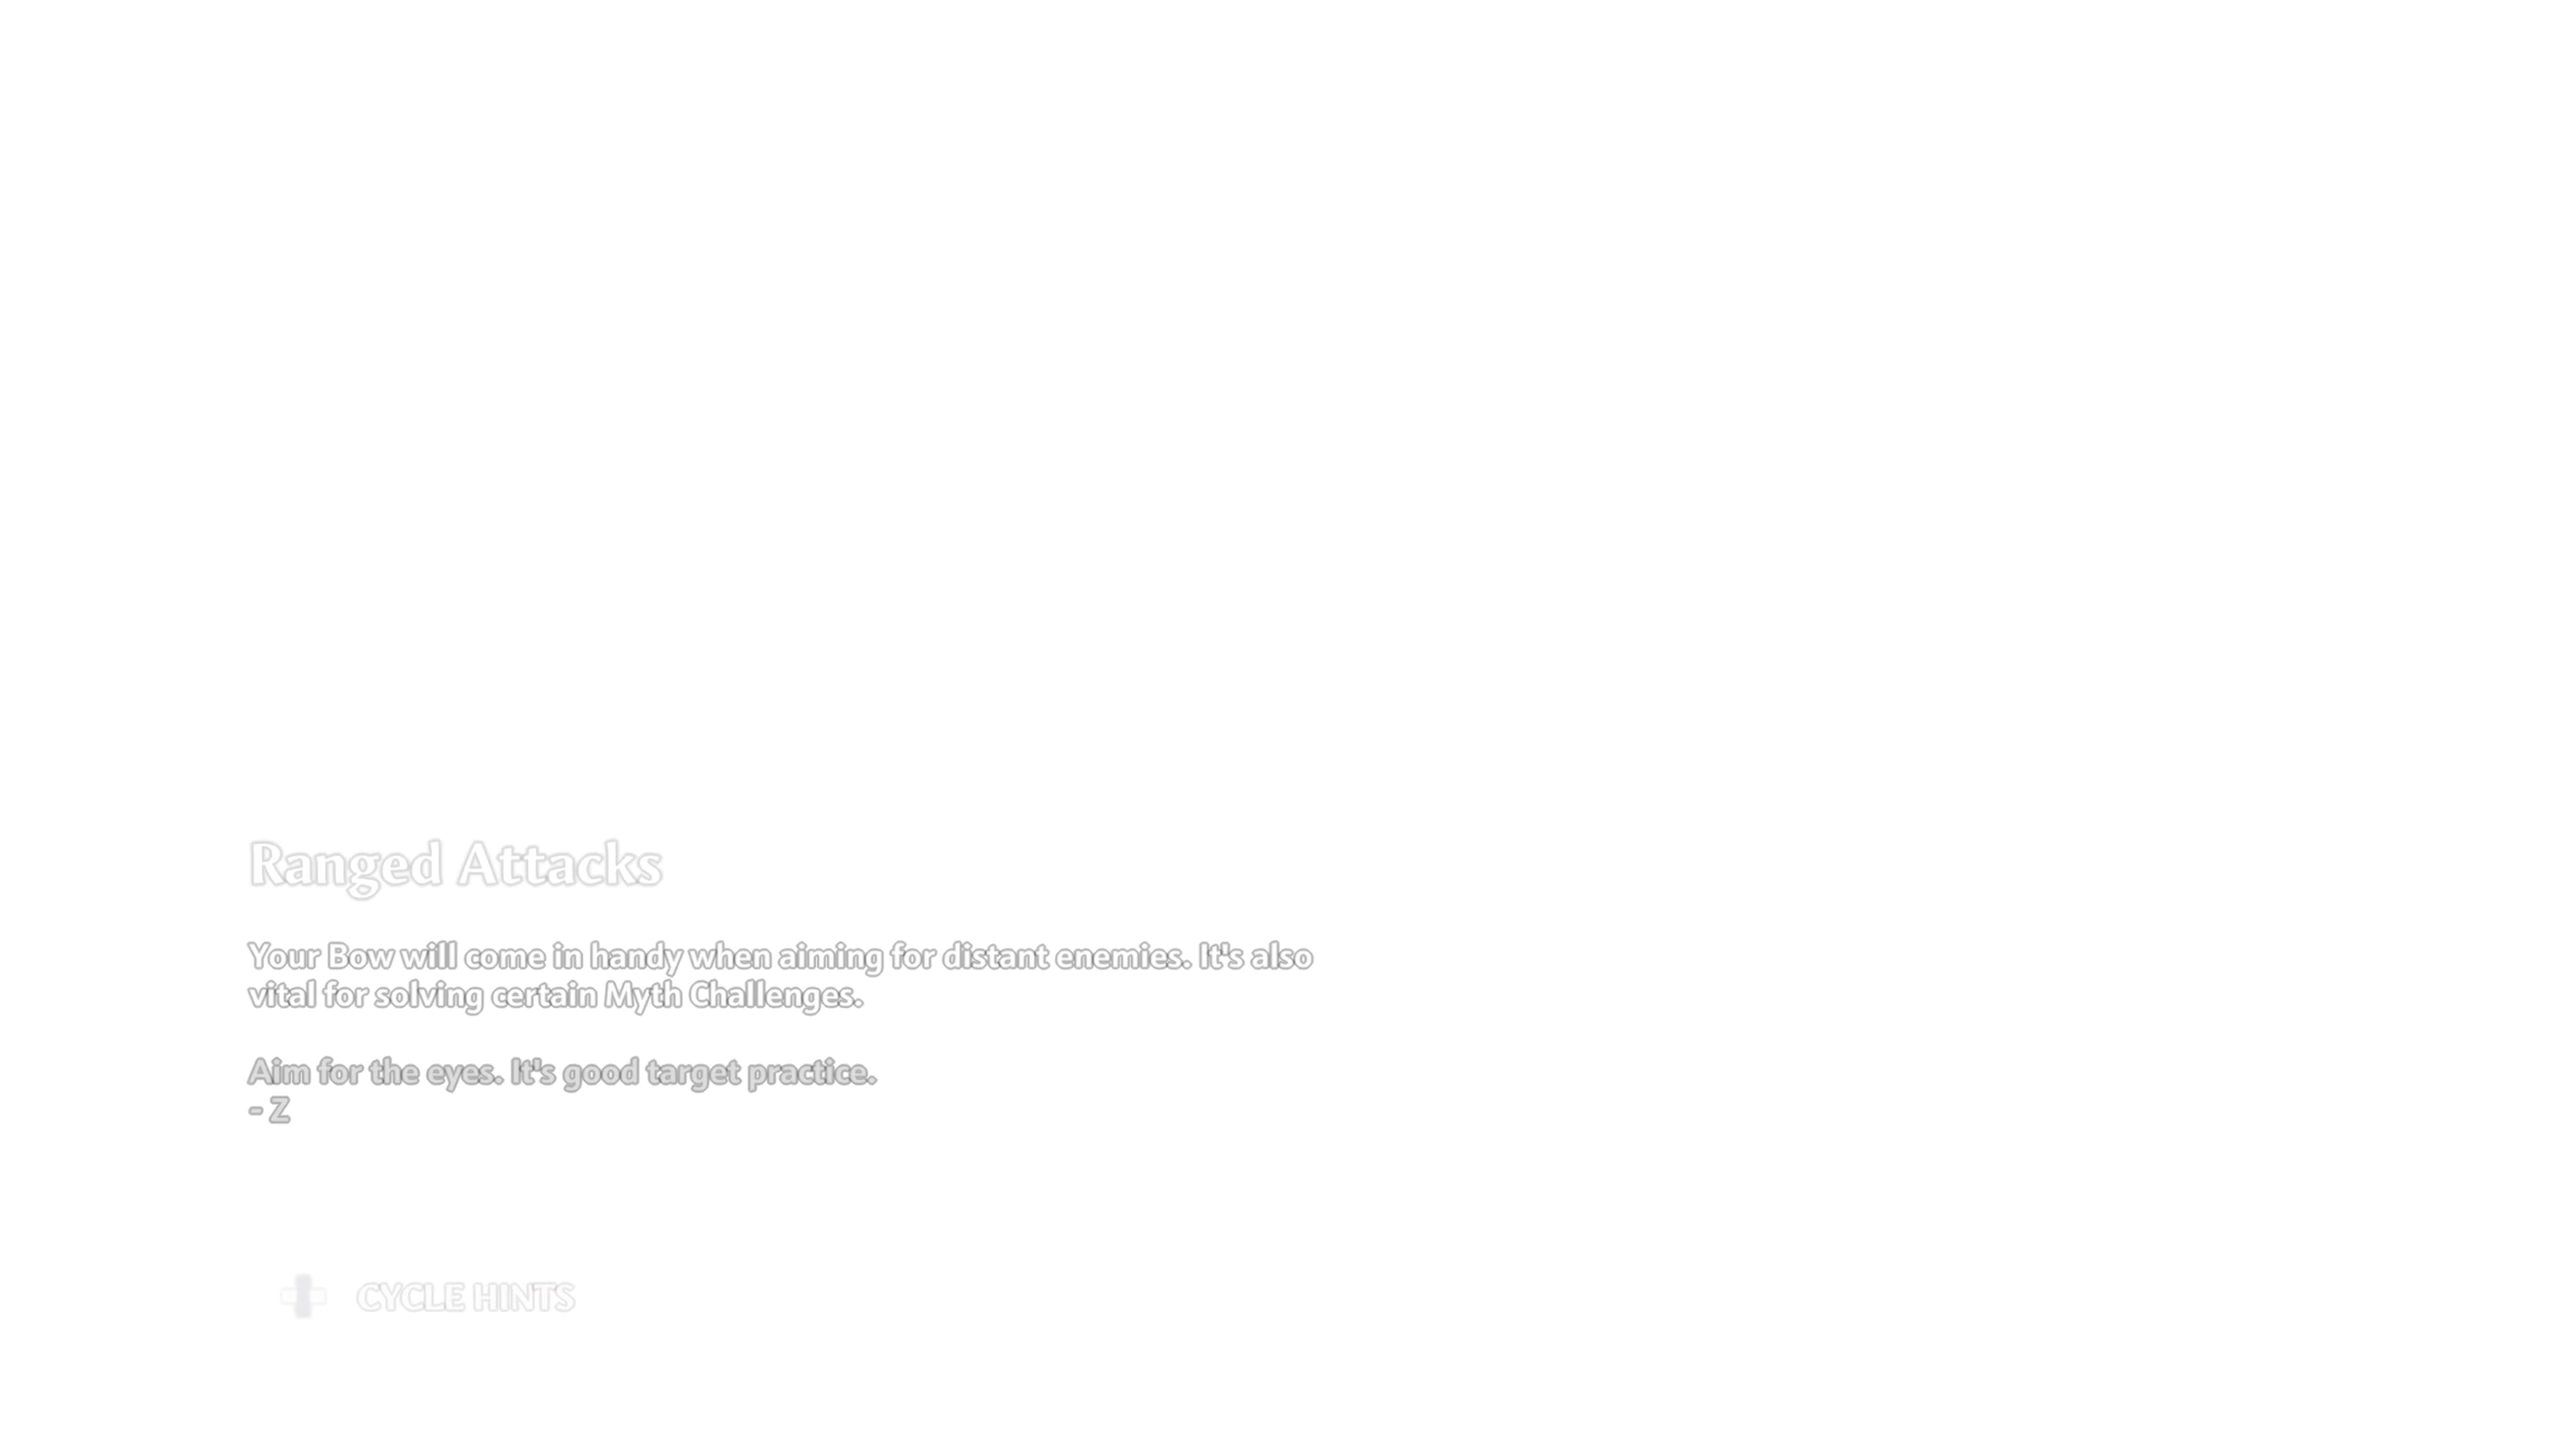 Ranged Attacks
Your Bow will come in handy when aiming for distant enemies. It's also
vital for solving certain Myth Challenges.
Aim for the eyes. It's good target practice.
- Z
CYCLE HINTS